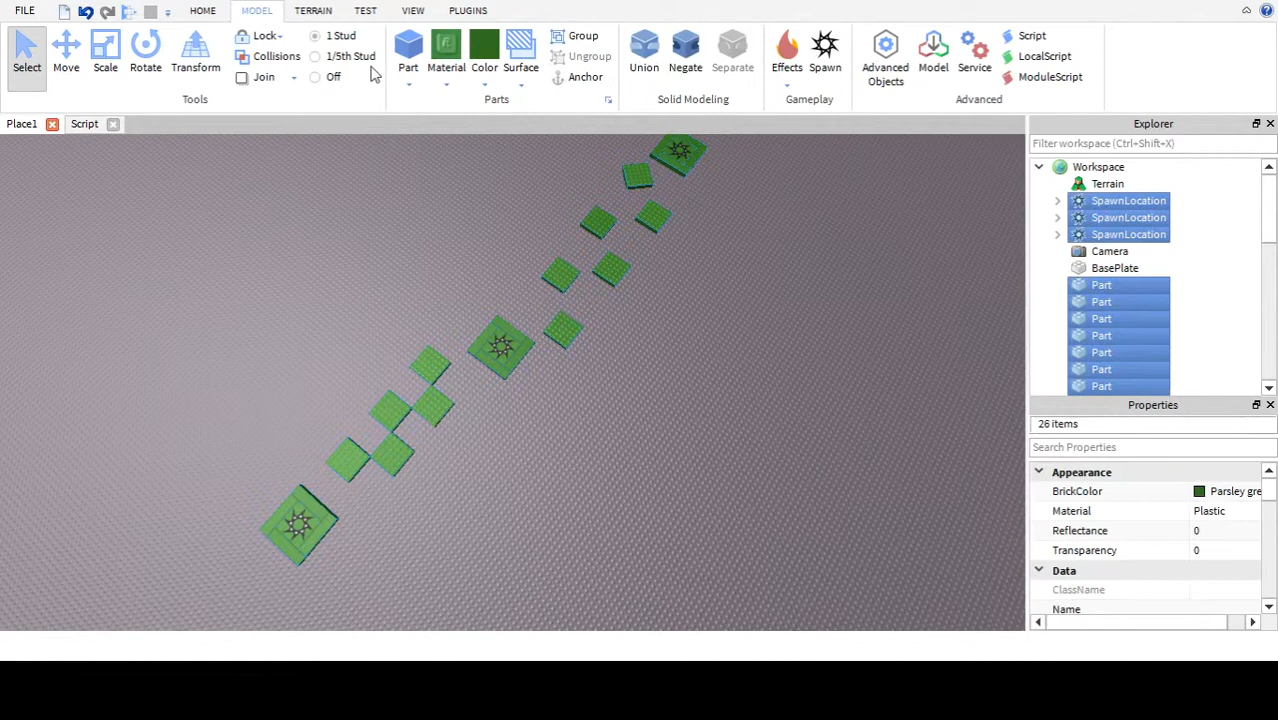 FILE HOME MODEL TERRAIN TEST VIEW PLUGINS
Lock 1 Stud Group Script
Collisions 1/5th Stud Ungroup LocalScript
Select Move Scale Rotate Transform Part Material Color Surface Union Negate Separate Effects Spawn Advanced Objects Model Service
Join Off Anchor ModuleScript
Tools Parts Solid Modeling Gameplay Advanced
Place1 Script Explorer
Filter workspace (Ctrl+Shift+X)
Workspace
Terrain
SpawnLocation
SpawnLocation
SpawnLocation
Camera
BasePlate
Part
Part
Part
Part
Part
Part
Part
Properties
26 items
Search Properties
Appearance
BrickColor Parsley gre
Material Plastic
Reflectance 0
Transparency 0
Data
ClassName
Name